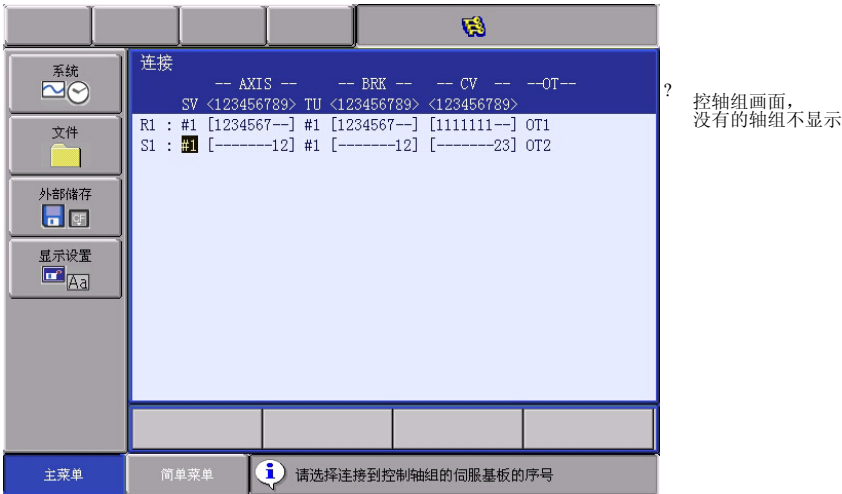 系统
文件
外部储存
CF
显示设置
Aa
连接
-- AXIS -- -- BRK -- -- CV -- --OT--
SV <123456789> TU <123456789> <123456789>
R1 : #1 [1234567--] #1 [1234567--] [1111111--] OT1
S1 : #1 [-------12] #1 [-------12] [-------23] OT2
?
控轴组画面，
没有的轴组不显示
主菜单
简单菜单
请选择连接到控制轴组的伺服基板的序号